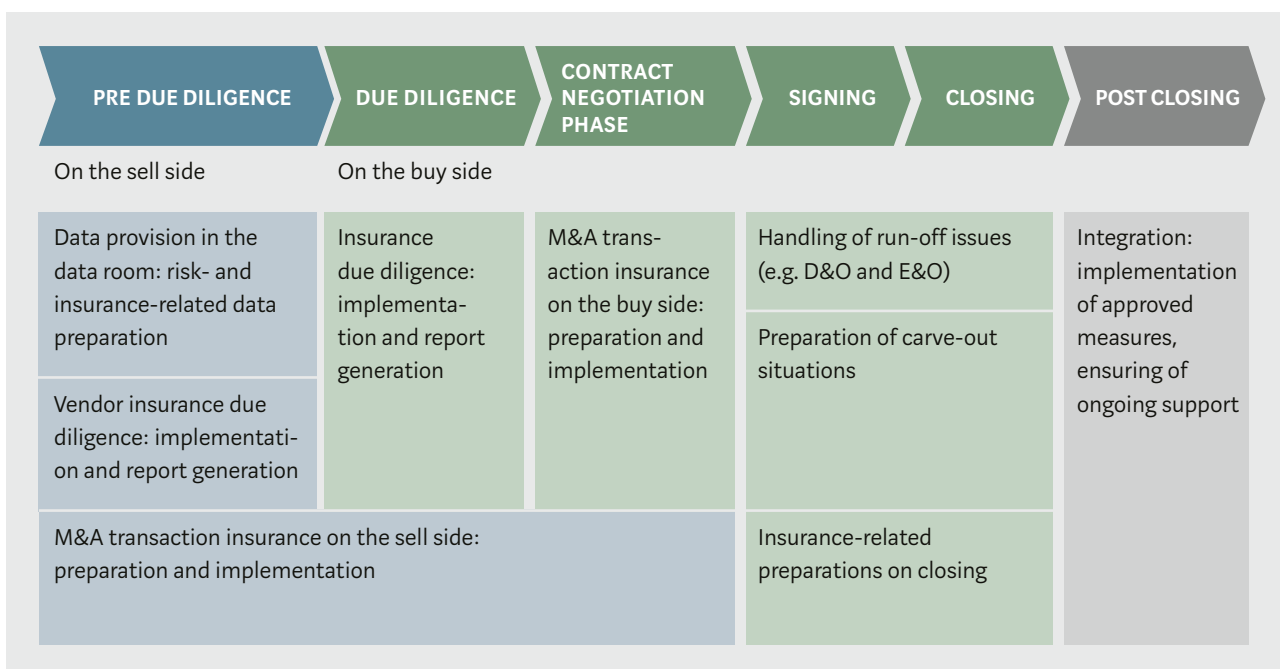 PRE DUE DILIGENCE
DUE DILIGENCE
CONTRACT
NEGOTIATION
PHASE
SIGNING
CLOSING
POST CLOSING
On the sell side
On the buy side
Data provision in the
data room: risk- and
insurance-related data
preparation
Vendor insurance due
diligence: implementati-
on and report generation
M&A transaction insurance on the sell side:
preparation and implementation
Insurance
due diligence:
implementa-
tion and report
generation
M&A trans-
action insurance
on the buy side:
preparation and
implementation
Handling of run-off issues
(e.g. D&O and E&O)
Preparation of carve-out
situations
Insurance-related
preparations on closing
Integration:
implementation
of approved
measures,
ensuring of
ongoing support